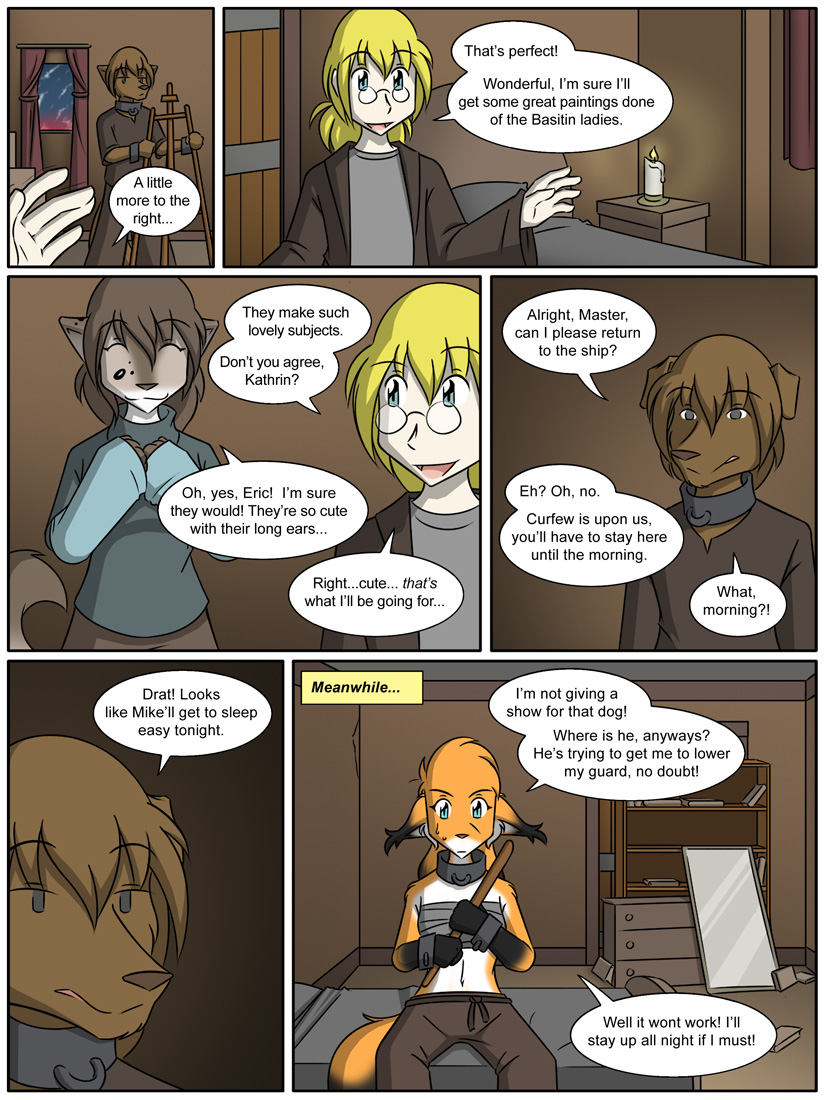 A little
more to the
right...
That's perfect!
Wonderful, I'm sure I'll
get some great paintings done
of the Basitin ladies.
They make such
lovely subjects.
Don't you agree,
Kathrin?
Oh, yes, Eric! I'm sure
they would! They're so cute
with their long ears...
Right...cute... that's
what I'll be going for...
Alright, Master,
can I please return
to the ship?
Eh? Oh, no.
Curfew is upon us,
you'll have to stay here
until the morning.
What,
morning?!
Drat! Looks
like Mike'll get to sleep
easy tonight.
Meanwhile...
I'm not giving a
show for that dog!
Where is he, anyways?
He's trying to get me to lower
my guard, no doubt!
Well it wont work! I'll
stay up all night if I must!